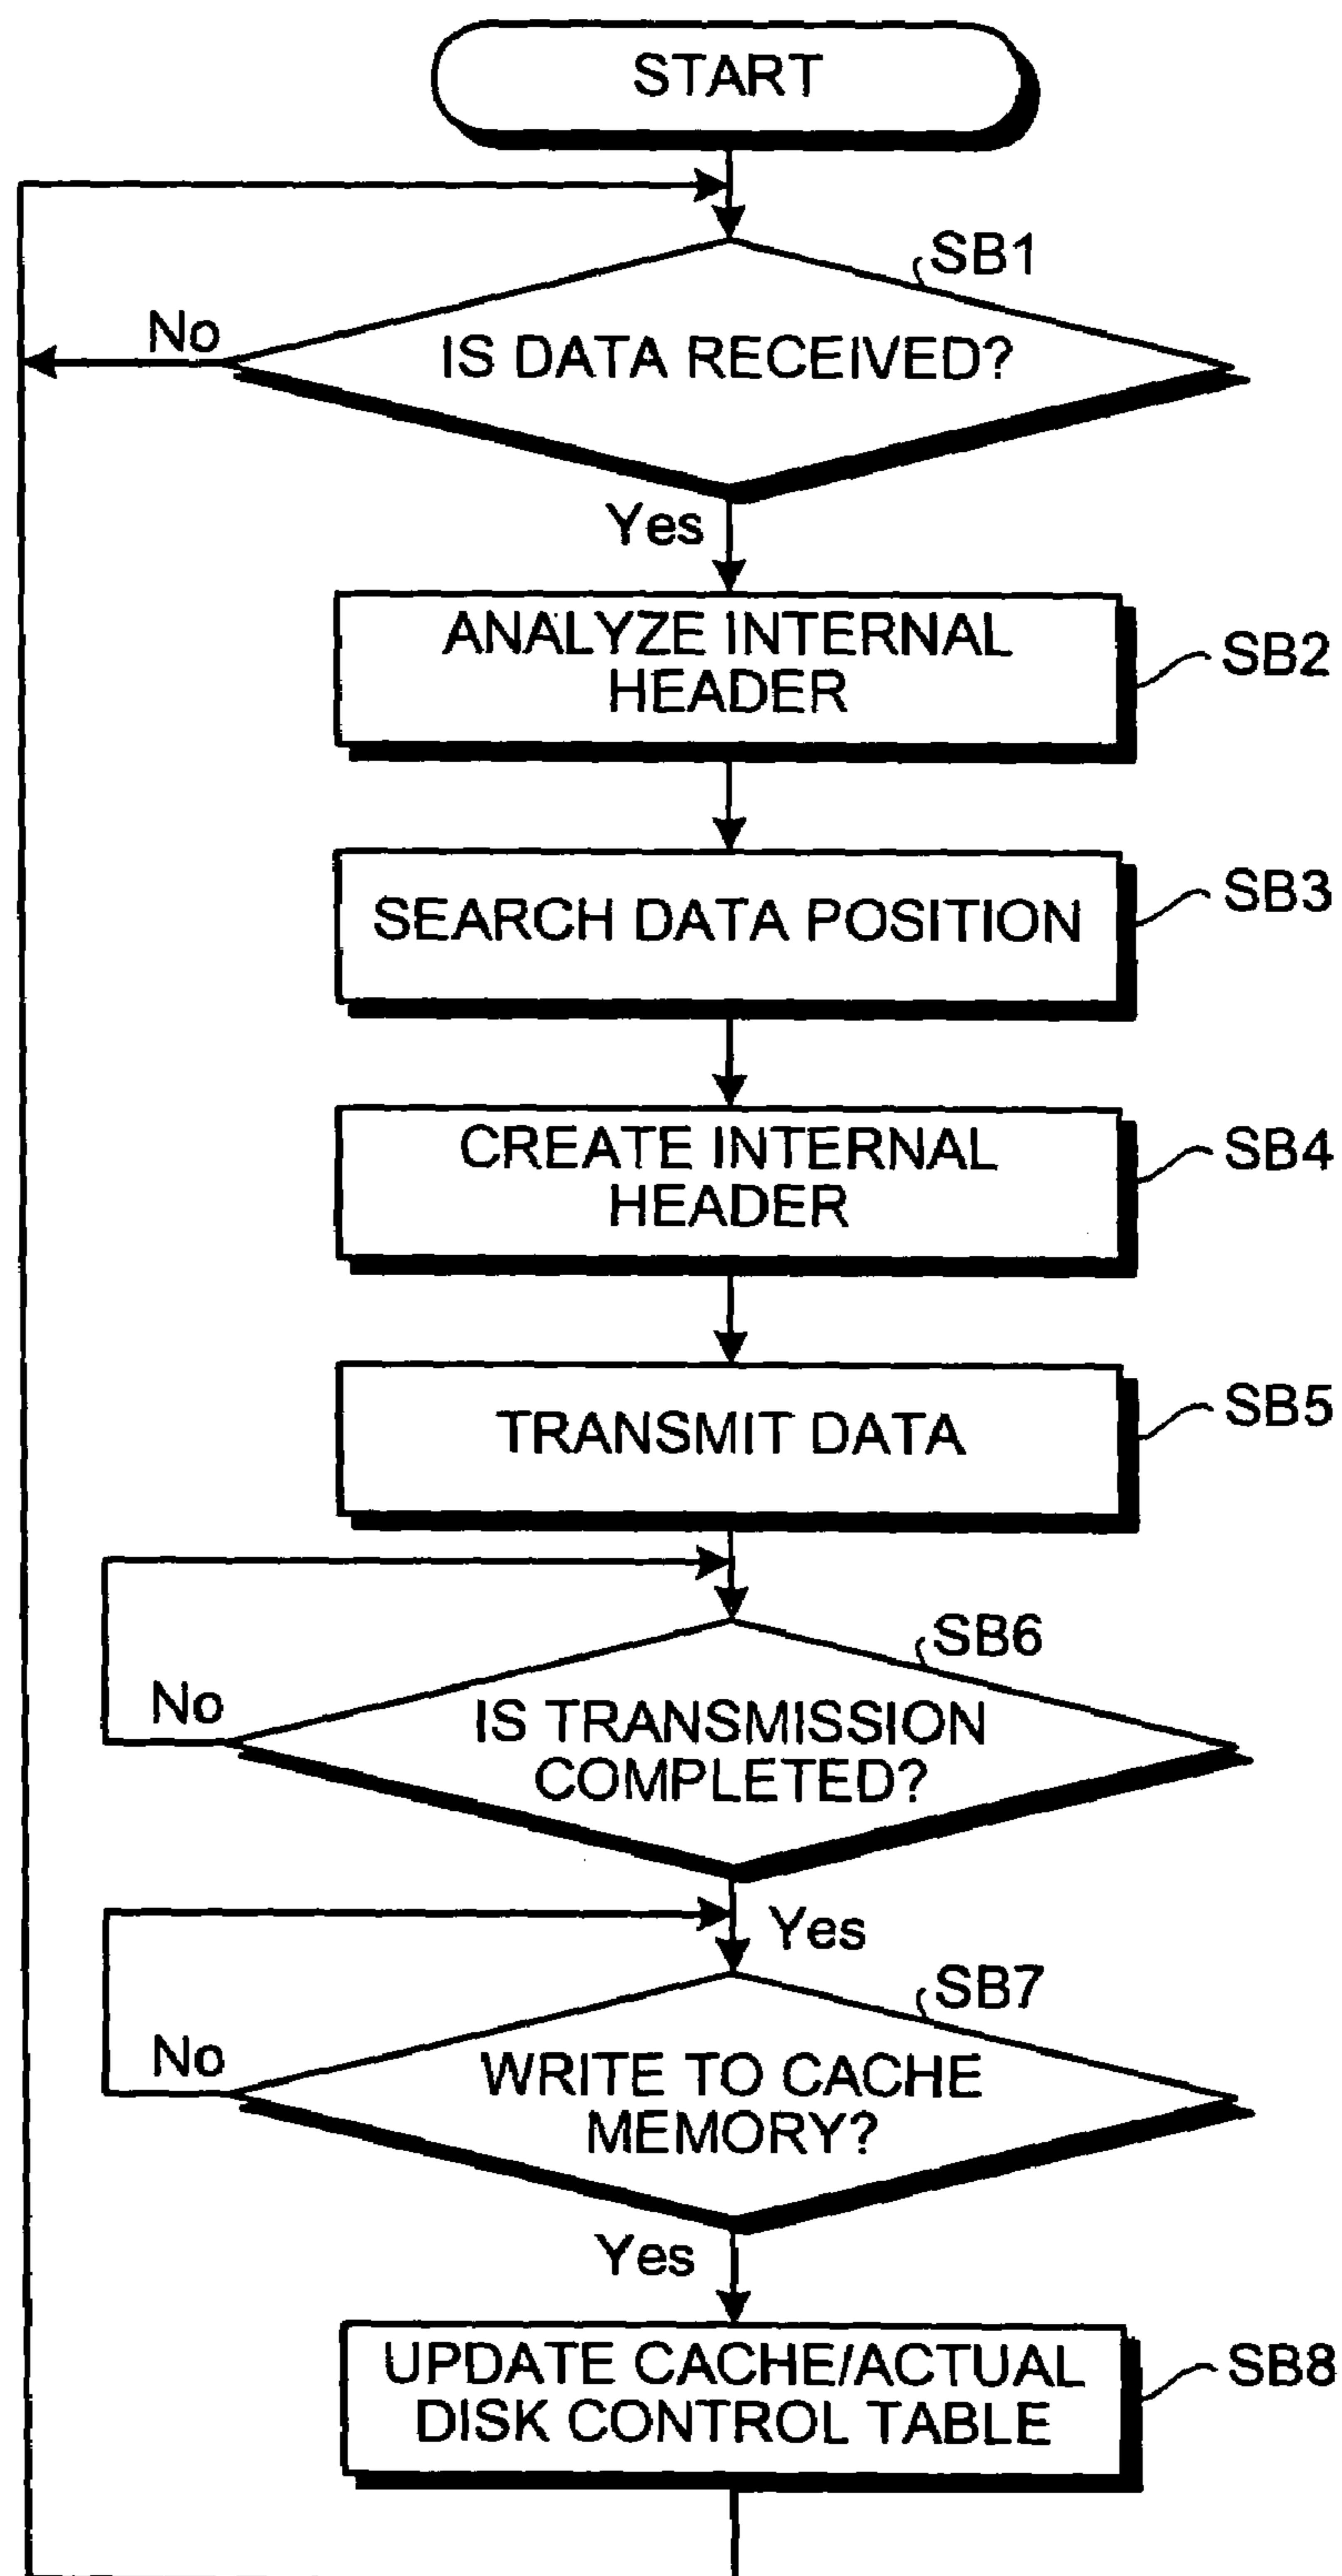 START
SB1
IS DATA RECEIVED?
No
Yes
ANALYZE INTERNAL
HEADER
SB2
SEARCH DATA POSITION
SB3
CREATE INTERNAL
HEADER
SB4
TRANSMIT DATA
SB5
SB6
IS TRANSMISSION
COMPLETED?
No
Yes
SB7
WRITE TO CACHE
MEMORY?
No
Yes
UPDATE CACHE/ACTUAL
DISK CONTROL TABLE
SB8